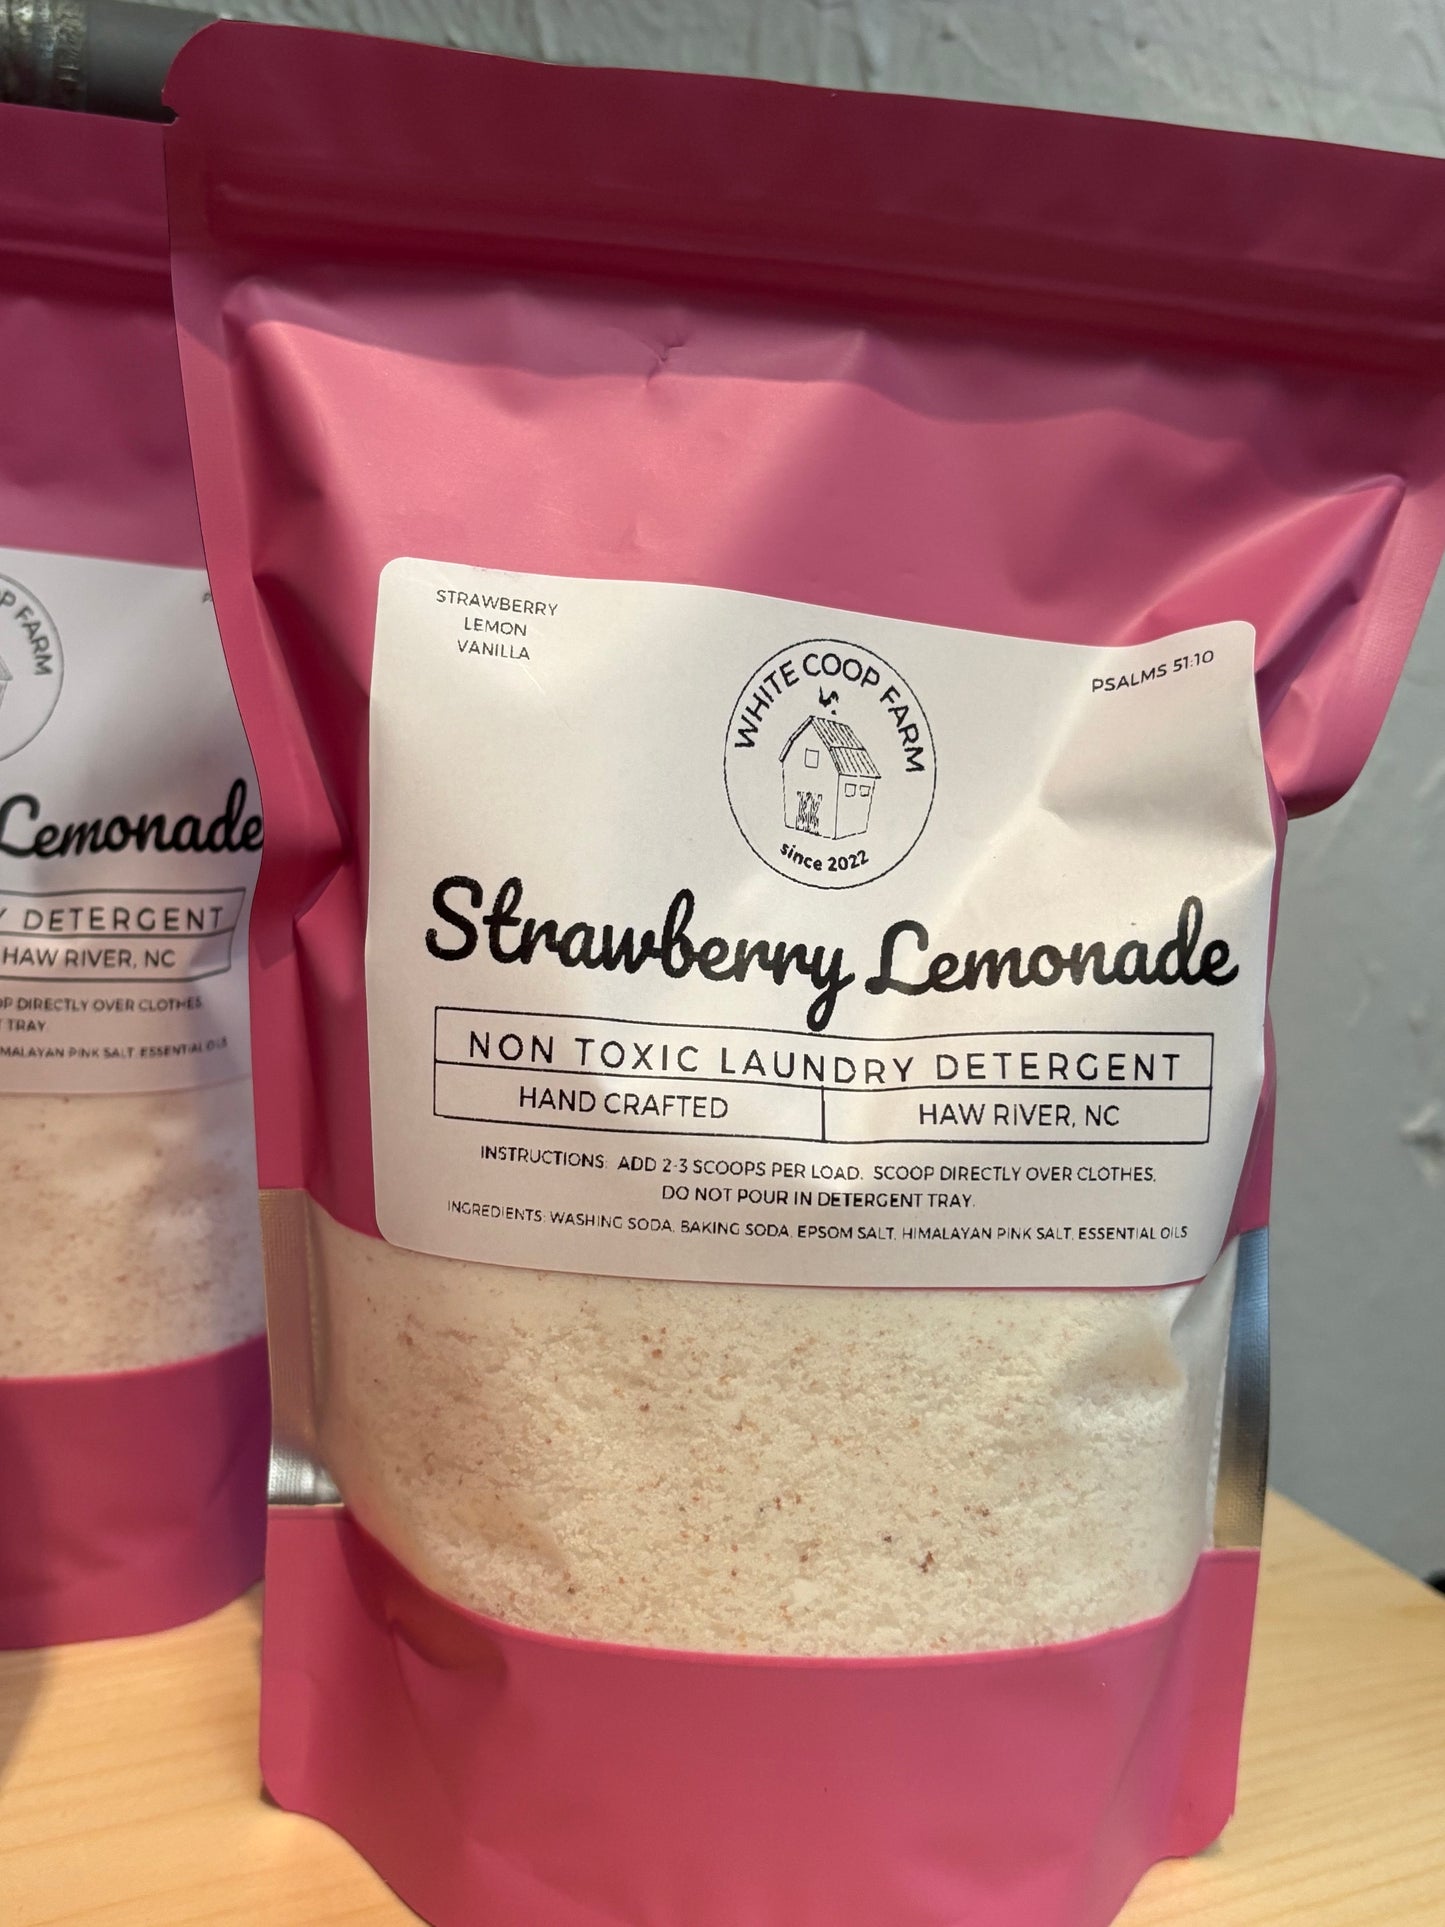 STRAWBERRY
LEMON
VANILLA
WHITE COOP FARM
since 2022
PSALMS 51:10
Strawberry Lemonade
NON TOXIC LAUNDRY DETERGENT
HAND CRAFTED
HAW RIVER, NC
INSTRUCTIONS: ADD 2-3 SCOOPS PER LOAD. SCOOP DIRECTLY OVER CLOTHES.
DO NOT POUR IN DETERGENT TRAY.
INGREDIENTS: WASHING SODA, BAKING SODA, EPSOM SALT, HIMALAYAN PINK SALT, ESSENTIAL OILS
FARM
Lemonade
DETERGENT
HAW RIVER, NC
DIRECTLY OVER CLOTHES
TRAY
PINK SALT, ESSENTIAL OILS